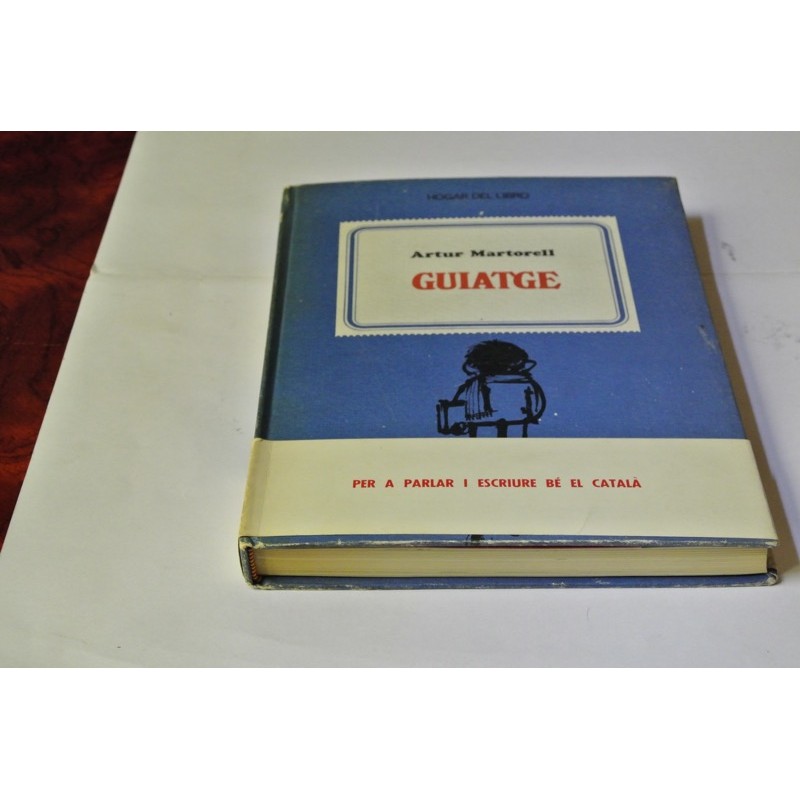 HOGAR DEL LIBRO
Artur Martorell
GUIATGE
PER A PARLAR I ESCRIURE BÉ EL CATALÀ